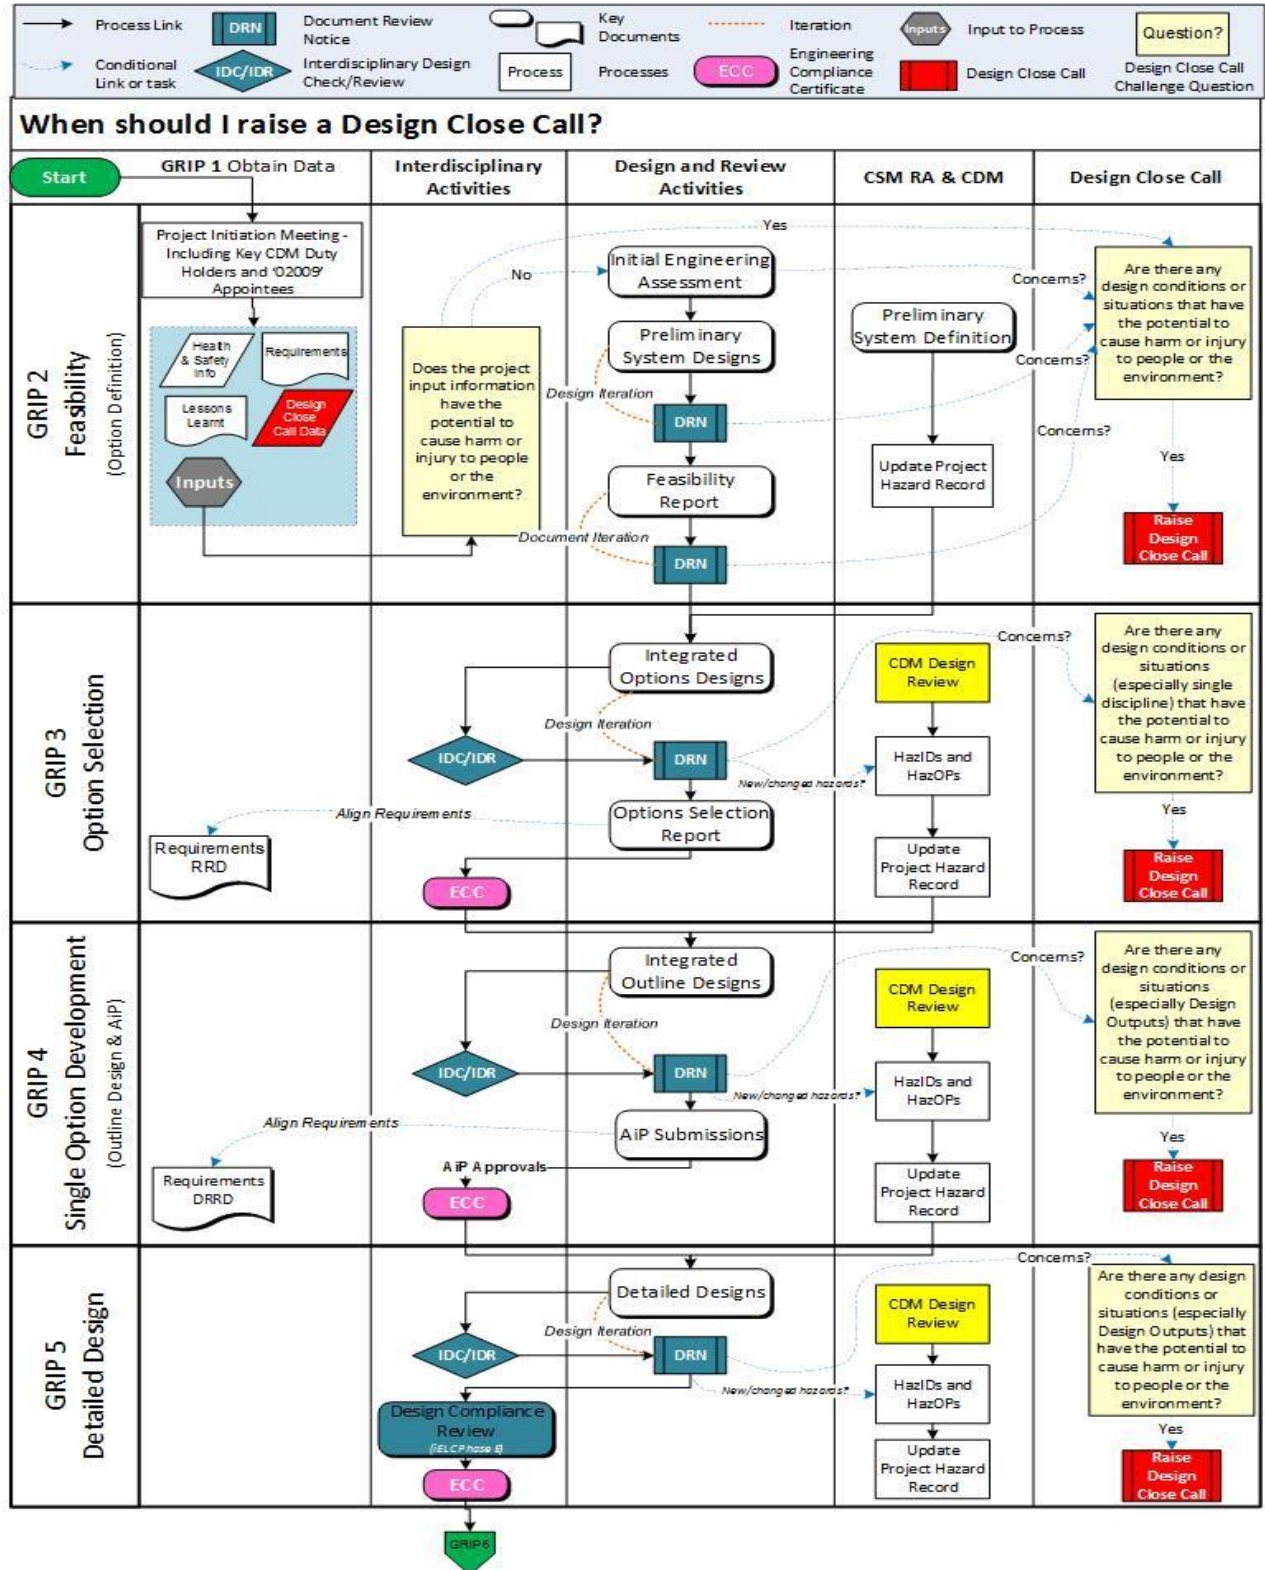 Process Link
DRN
Document Review
Notice
Key
Documents
Iteration
Inputs
Input to Process
Question?
Conditional
Link or task
IDC/IDR
Interdisciplinary Design
Check/Review
Process
Processes
ECC
Engineering
Compliance
Certificate
Design Close Call
Design Close Call
Challenge Question
When should I raise a Design Close Call?
Start
GRIP 1 Obtain Data
Interdisciplinary
Activities
Design and Review
Activities
CSM RA & CDM
Design Close Call
GRIP 2
Feasibility
(Option Definition)
Project Initiation Meeting -
Including Key CDM Duty
Holders and '02009'
Appointees
Health
& Safety
Info
Requirements
Lessons
Learnt
Design
Close
Call Data
Inputs
Does the project
input information
have the
potential to
cause harm or
injury to people
or the
environment?
Yes
No
Initial Engineering
Assessment
Preliminary
System Designs
Design Iteration
DRN
Feasibility
Report
Document Iteration
DRN
Preliminary
System Definition
Update Project
Hazard Record
Concerns?
Concerns?
Concerns?
Are there any
design conditions or
situations that have
the potential to
cause harm or injury
to people or the
environment?
Yes
Raise
Design
Close Call
GRIP 3
Option Selection
Integrated
Options Designs
Design Iteration
IDC/IDR
DRN
New/changed hazards?
Options Selection
Report
Align Requirements
Requirements
RRD
ECC
CDM Design
Review
HazIDs and
HazOPs
Update
Project Hazard
Record
Concerns?
Are there any
design conditions or
situations
(especially single
discipline) that have
the potential to
cause harm or injury
to people or the
environment?
Yes
Raise
Design
Close Call
GRIP 4
Single Option Development
(Outline Design & AiP)
Integrated
Outline Designs
Design Iteration
IDC/IDR
DRN
New/changed hazards?
AiP Submissions
Align Requirements
Requirements
DRRD
AiP Approvals
ECC
CDM Design
Review
HazIDs and
HazOPs
Update
Project Hazard
Record
Concerns?
Are there any
design conditions or
situations
(especially Design
Outputs) that have
the potential to
cause harm or injury
to people or the
environment?
Yes
Raise
Design
Close Call
GRIP 5
Detailed Design
Detailed Designs
Design Iteration
IDC/IDR
DRN
New/changed hazards?
Design Compliance
Review
(iELC Phase E)
ECC
GRIP6
CDM Design
Review
HazIDs and
HazOPs
Update
Project Hazard
Record
Concerns?
Are there any design
conditions or
situations (especially
Design Outputs) that
have the potential to
cause harm or injury
to people or the
environment?
Yes
Raise
Design
Close Call